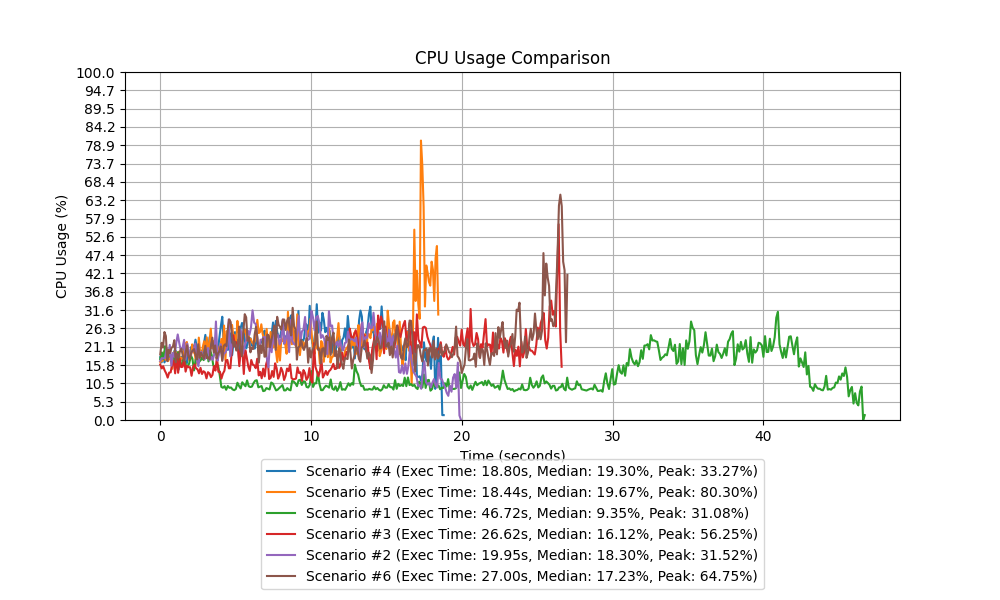 CPU Usage Comparison
100.0
94.7
89.5
84.2
78.9
73.7
68.4
63.2
57.9
52.6
47.4
42.1
36.8
31.6
26.3
21.1
15.8
10.5
5.3
0.0
CPU Usage (%)
0 10 20 30 40
Time (seconds)
Scenario #4 (Exec Time: 18.80s, Median: 19.30%, Peak: 33.27%)
Scenario #5 (Exec Time: 18.44s, Median: 19.67%, Peak: 80.30%)
Scenario #1 (Exec Time: 46.72s, Median: 9.35%, Peak: 31.08%)
Scenario #3 (Exec Time: 26.62s, Median: 16.12%, Peak: 56.25%)
Scenario #2 (Exec Time: 19.95s, Median: 18.30%, Peak: 31.52%)
Scenario #6 (Exec Time: 27.00s, Median: 17.23%, Peak: 64.75%)